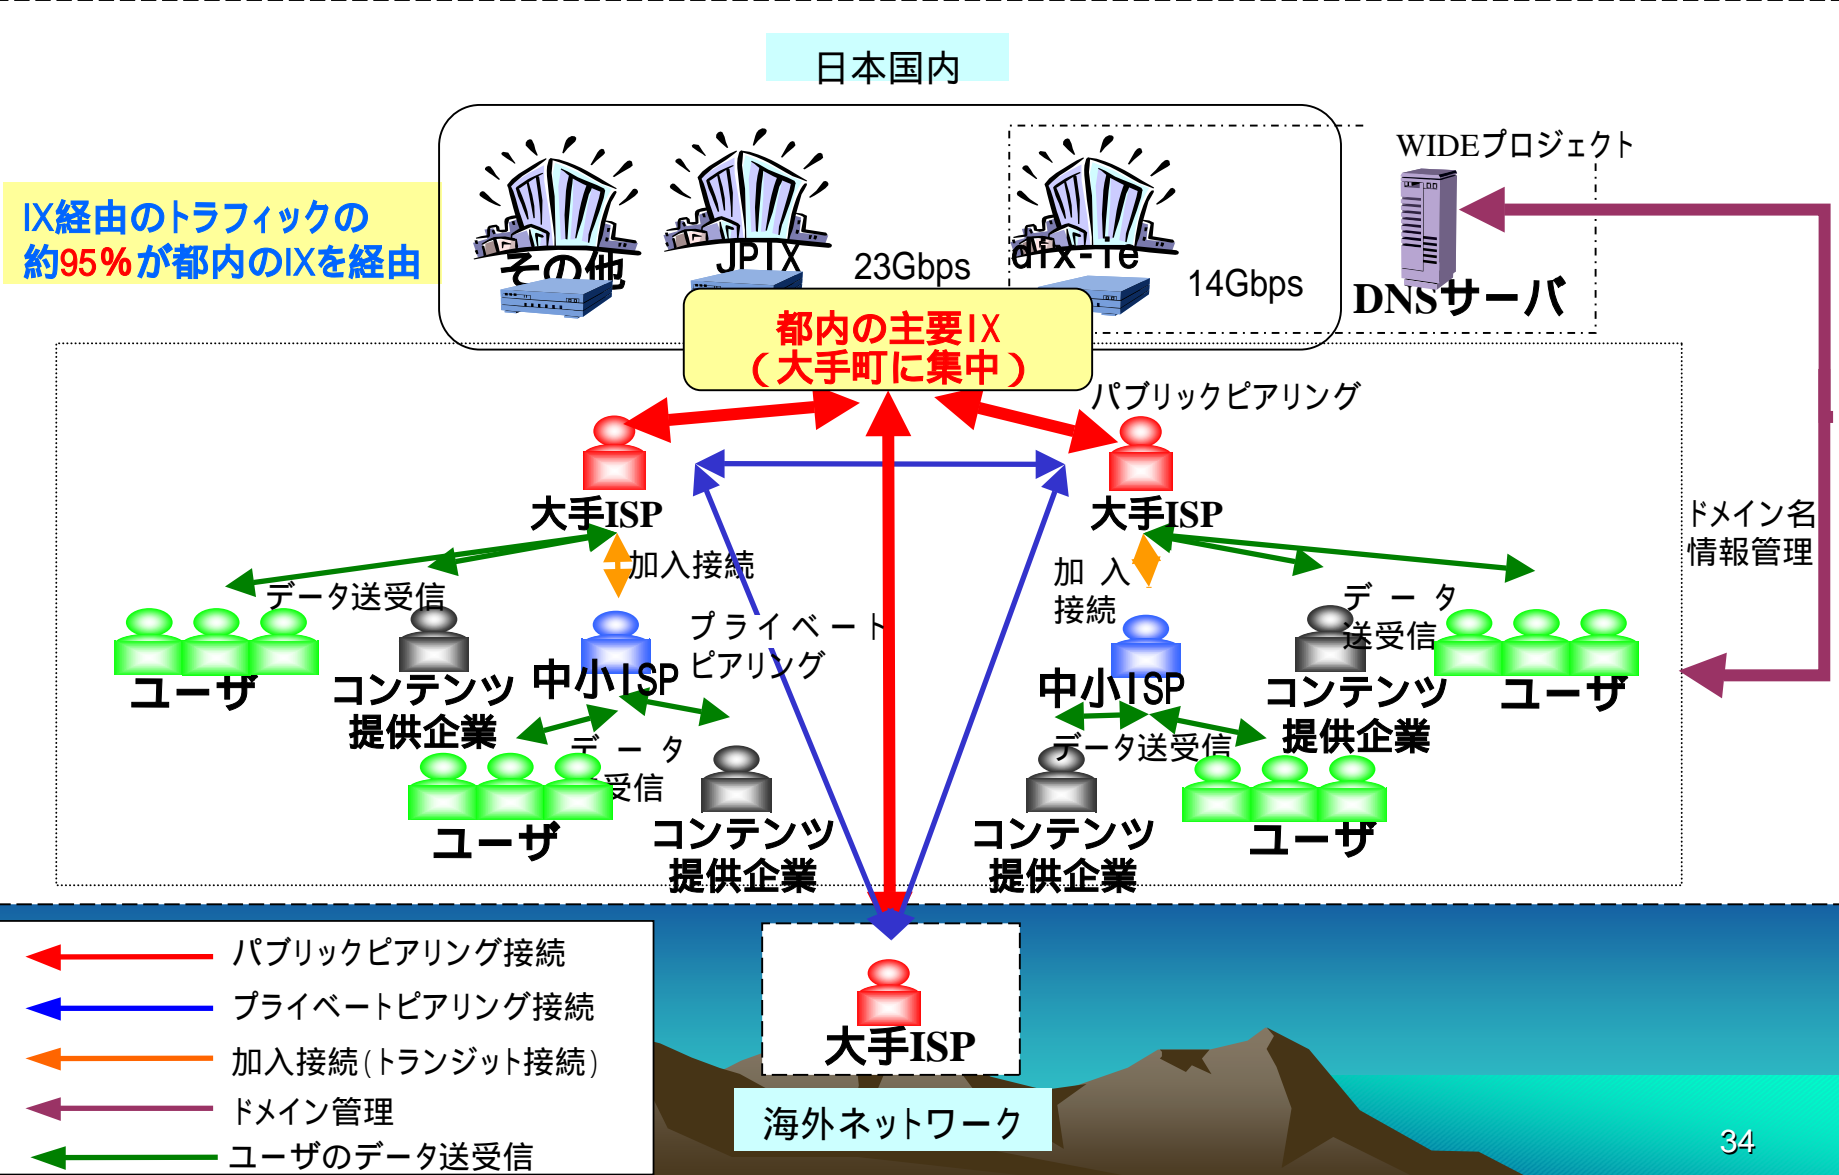 日本国内
WIDEプロジェクト
IX経由のトラフィックの
約95%が都内のIXを経由
その他
JPIX
23Gbps
dix-ie
14Gbps
DNSサーバ
都内の主要IX
(大手町に集中)
パブリックピアリング
大手ISP
大手ISP
ドメイン名
情報管理
加入接続
加 入
接続
データ送受信
データ
送受信
プライベート
ピアリング
ユーザ
コンテンツ
提供企業
中小ISP
中小ISP
コンテンツ
提供企業
ユーザ
データ
受信
データ送受信
ユーザ
コンテンツ
提供企業
コンテンツ
提供企業
ユーザ
パブリックピアリング接続
プライベートピアリング接続
加入接続(トランジット接続)
ドメイン管理
ユーザのデータ送受信
大手ISP
海外ネットワーク
34